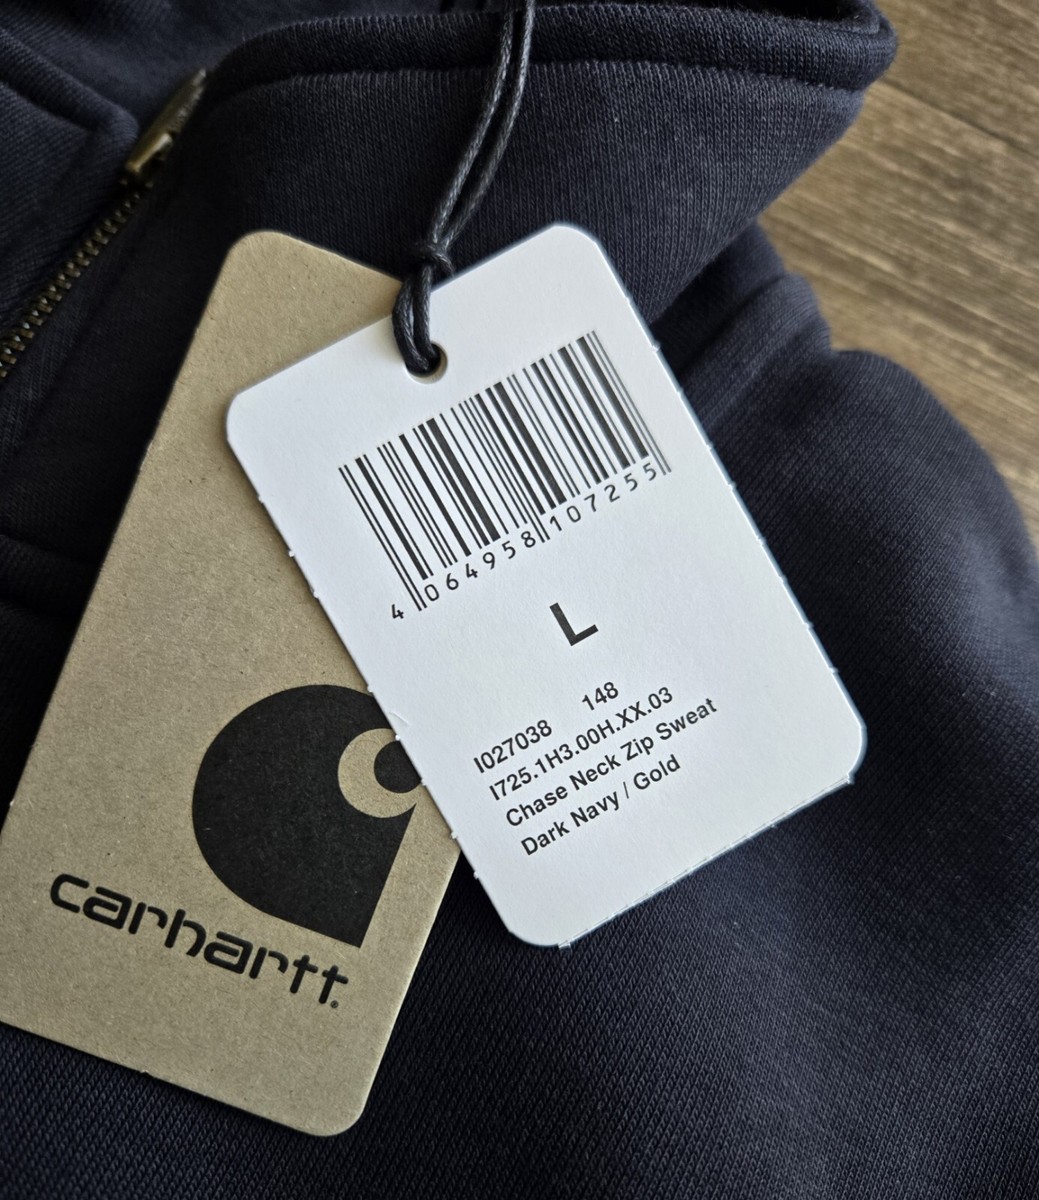 4 064958 107255
L
I027038 148
I725.1H3.00H.XX.03
Chase Neck Zip Sweat
Dark Navy / Gold
carhartt®